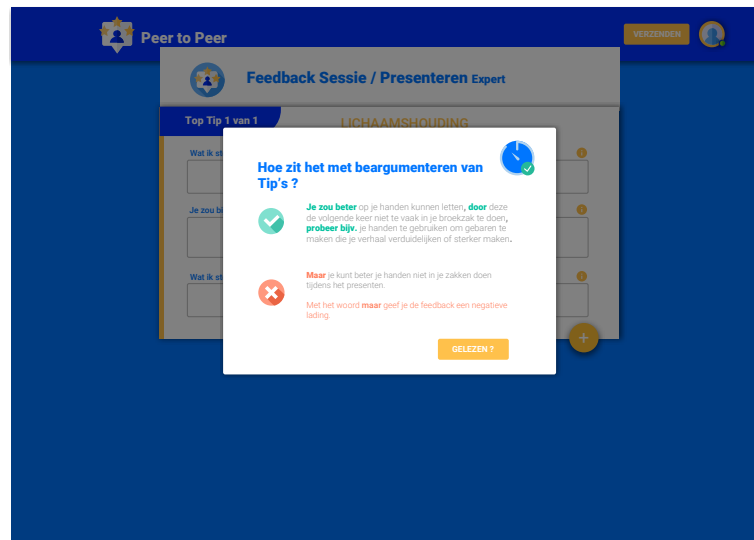 Peer to Peer
VERZENDEN
Feedback Sessie / Presenteren Expert
Top Tip 1 van 1
LICHAAMSHOUDING
Wat ik
Je zou
Wat ik
Hoe zit het met beargumenteren van
Tip's ?
Je zou beter op je handen kunnen letten, door deze
de volgende keer niet te vaak in je broekzak te doen,
probeer bijv. je handen te gebruiken om gebaren te
maken die je verhaal verduidelijken of sterker maken.
Maar je kunt beter je handen niet in je zakken doen
tijdens het presenten.
Met het woord maar geef je de feedback een negatieve
lading.
GELEZEN ?
+